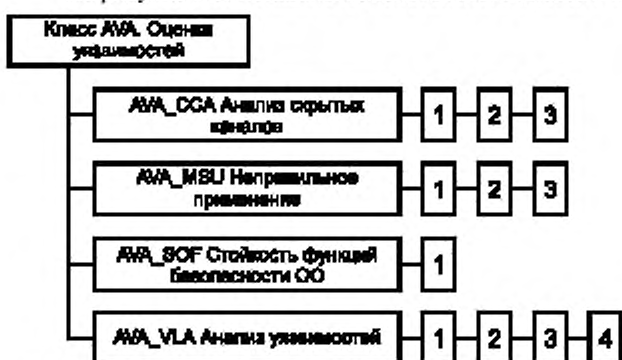 Класс AVA. Оценка
уязвимостей
AVA_CCA Анализ скрытых
каналов
1 2 3
AVA_MSU Неправильное
применение
1 2 3
AVA_SOF Стойкость функций
безопасности ОО
1
AVA_VLA Анализ уязвимостей
1 2 3 4